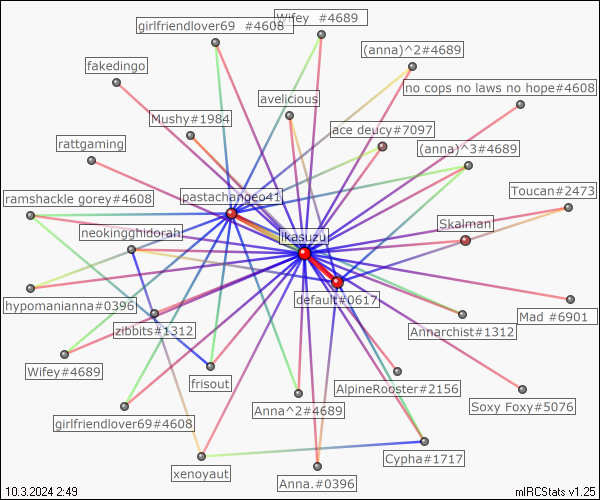 girlfriendlover69 #4608
Wifey #4689
(anna)^2#4689
fakedingo
no cops no laws no hope#4608
avelicious
Mushy#1984
ace deucy#7097
rattgaming
(anna)^3#4689
ramshackle gorey#4608
pastachangeo41
Toucan#2473
neokingghidorah
ikasuzu
Skalman
default#0617
hypomanianna#0396
zibbits#1312
Annarchist#1312
Mad #6901
Wifey#4689
frisout
AlpineRooster#2156
girlfriendlover69#4608
Anna^2#4689
Soxy Foxy#5076
xenoyaut
Anna.#0396
Cypha#1717
10.3.2024 2:49
mIRCStats v1.25